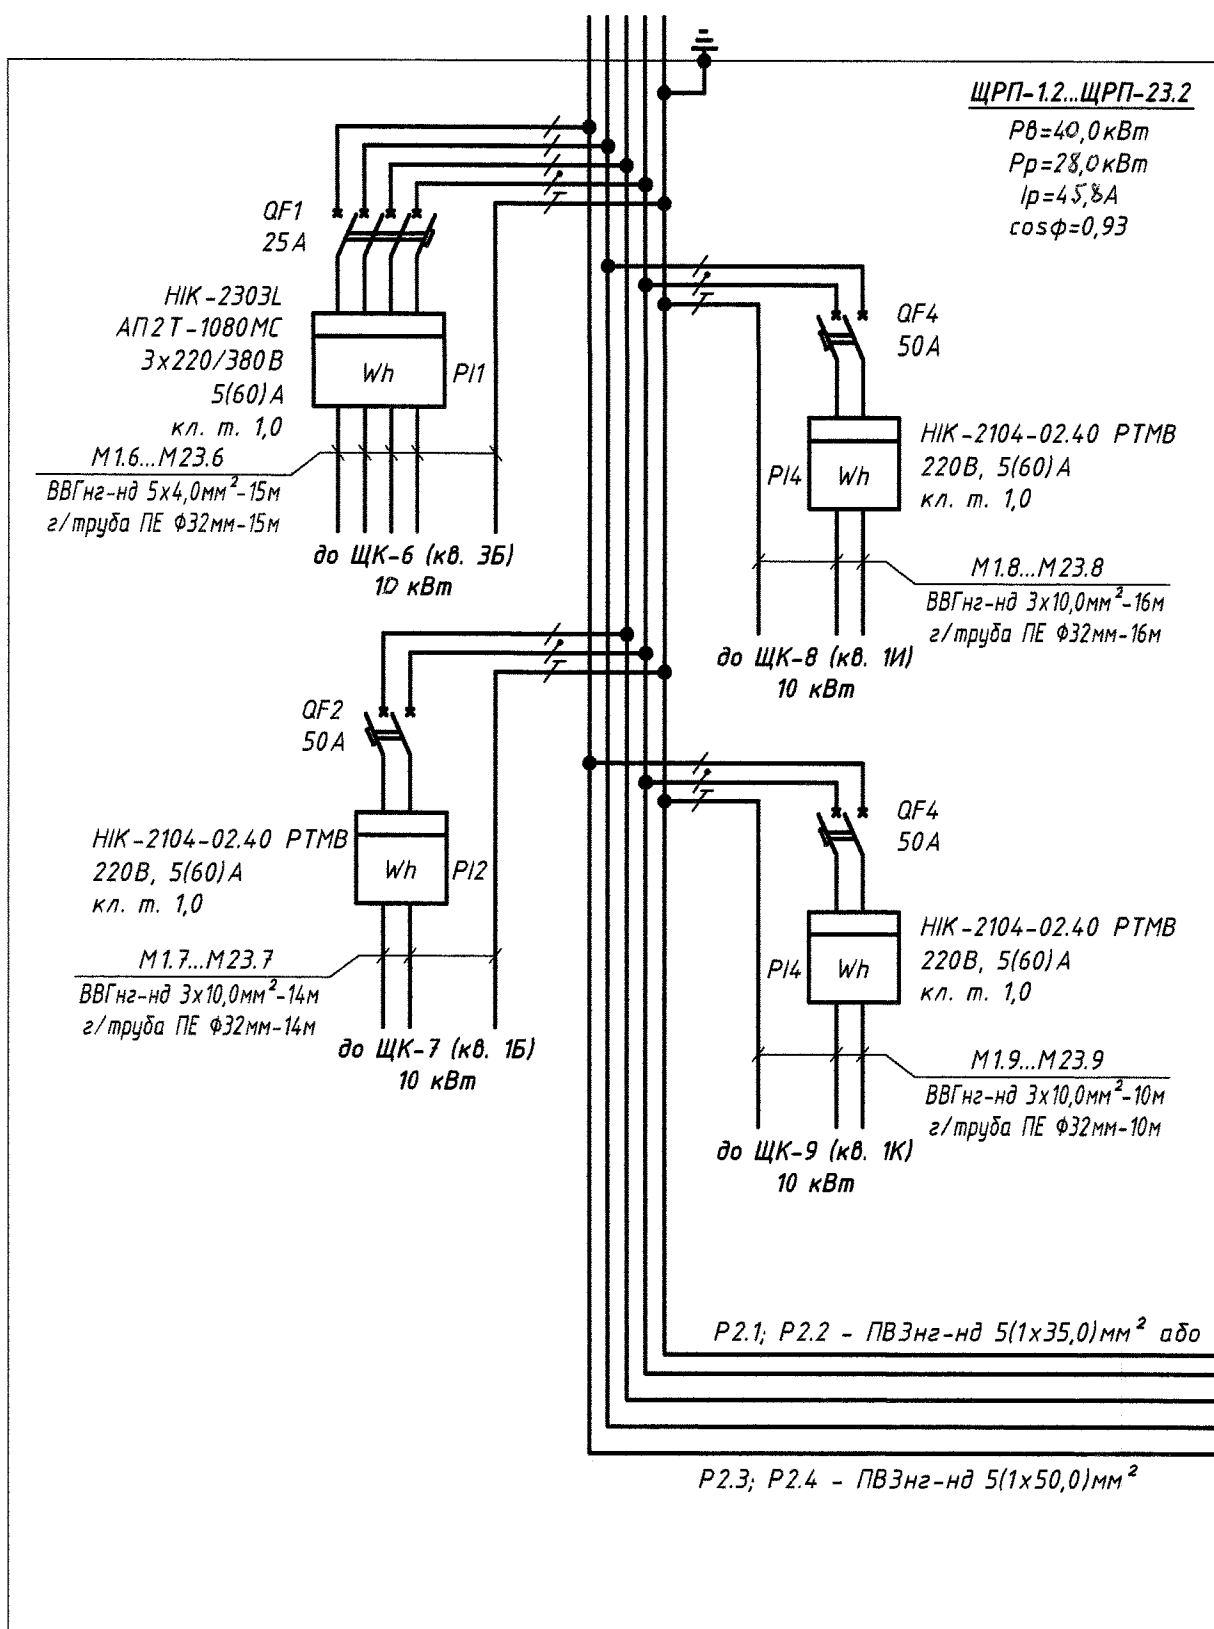 ЩРП-1.2...ЩРП-23.2
Рв=40,0кВт
Рр=28,0кВт
Ір=45,8А
cosφ=0,93
QF1
25А
НІК-2303L
АП2Т-1080МС
3х220/380В
5(60)А
кл. т. 1,0
Wh
PI1
М1.6...М23.6
ВВГнг-нд 5х4,0мм²-15м
г/труба ПЕ Ф32мм-15м
до ЩК-6 (кв. 3Б)
10 кВт
QF4
50А
НІК-2104-02.40 РТМВ
220В, 5(60)А
кл. т. 1,0
PI4
Wh
М1.8...М23.8
ВВГнг-нд 3х10,0мм²-16м
г/труба ПЕ Ф32мм-16м
до ЩК-8 (кв. 1И)
10 кВт
QF2
50А
НІК-2104-02.40 РТМВ
220В, 5(60)А
кл. т. 1,0
Wh
PI2
М1.7...М23.7
ВВГнг-нд 3х10,0мм²-14м
г/труба ПЕ Ф32мм-14м
до ЩК-7 (кв. 1Б)
10 кВт
QF4
50А
НІК-2104-02.40 РТМВ
220В, 5(60)А
кл. т. 1,0
PI4
Wh
М1.9...М23.9
ВВГнг-нд 3х10,0мм²-10м
г/труба ПЕ Ф32мм-10м
до ЩК-9 (кв. 1К)
10 кВт
Р2.1; Р2.2 - ПВ3нг-нд 5(1х35,0)мм² або
Р2.3; Р2.4 - ПВ3нг-нд 5(1х50,0)мм²